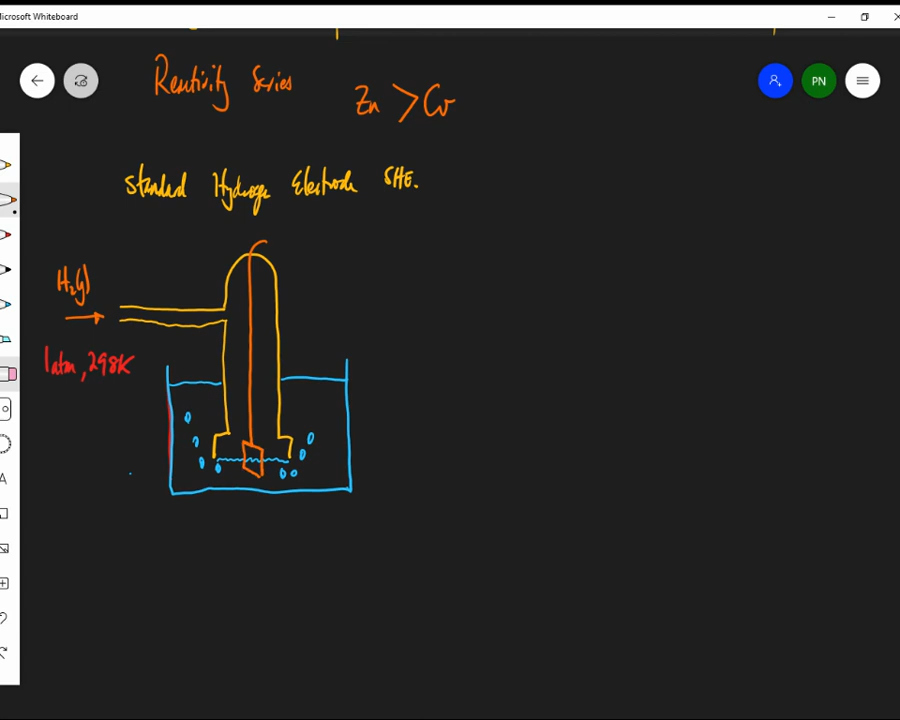 Microsoft Whiteboard
PN
Reactivity Series
Zn > Cu
Standard Hydrogen Electrode SHE.
H₂(g)
1atm, 298K